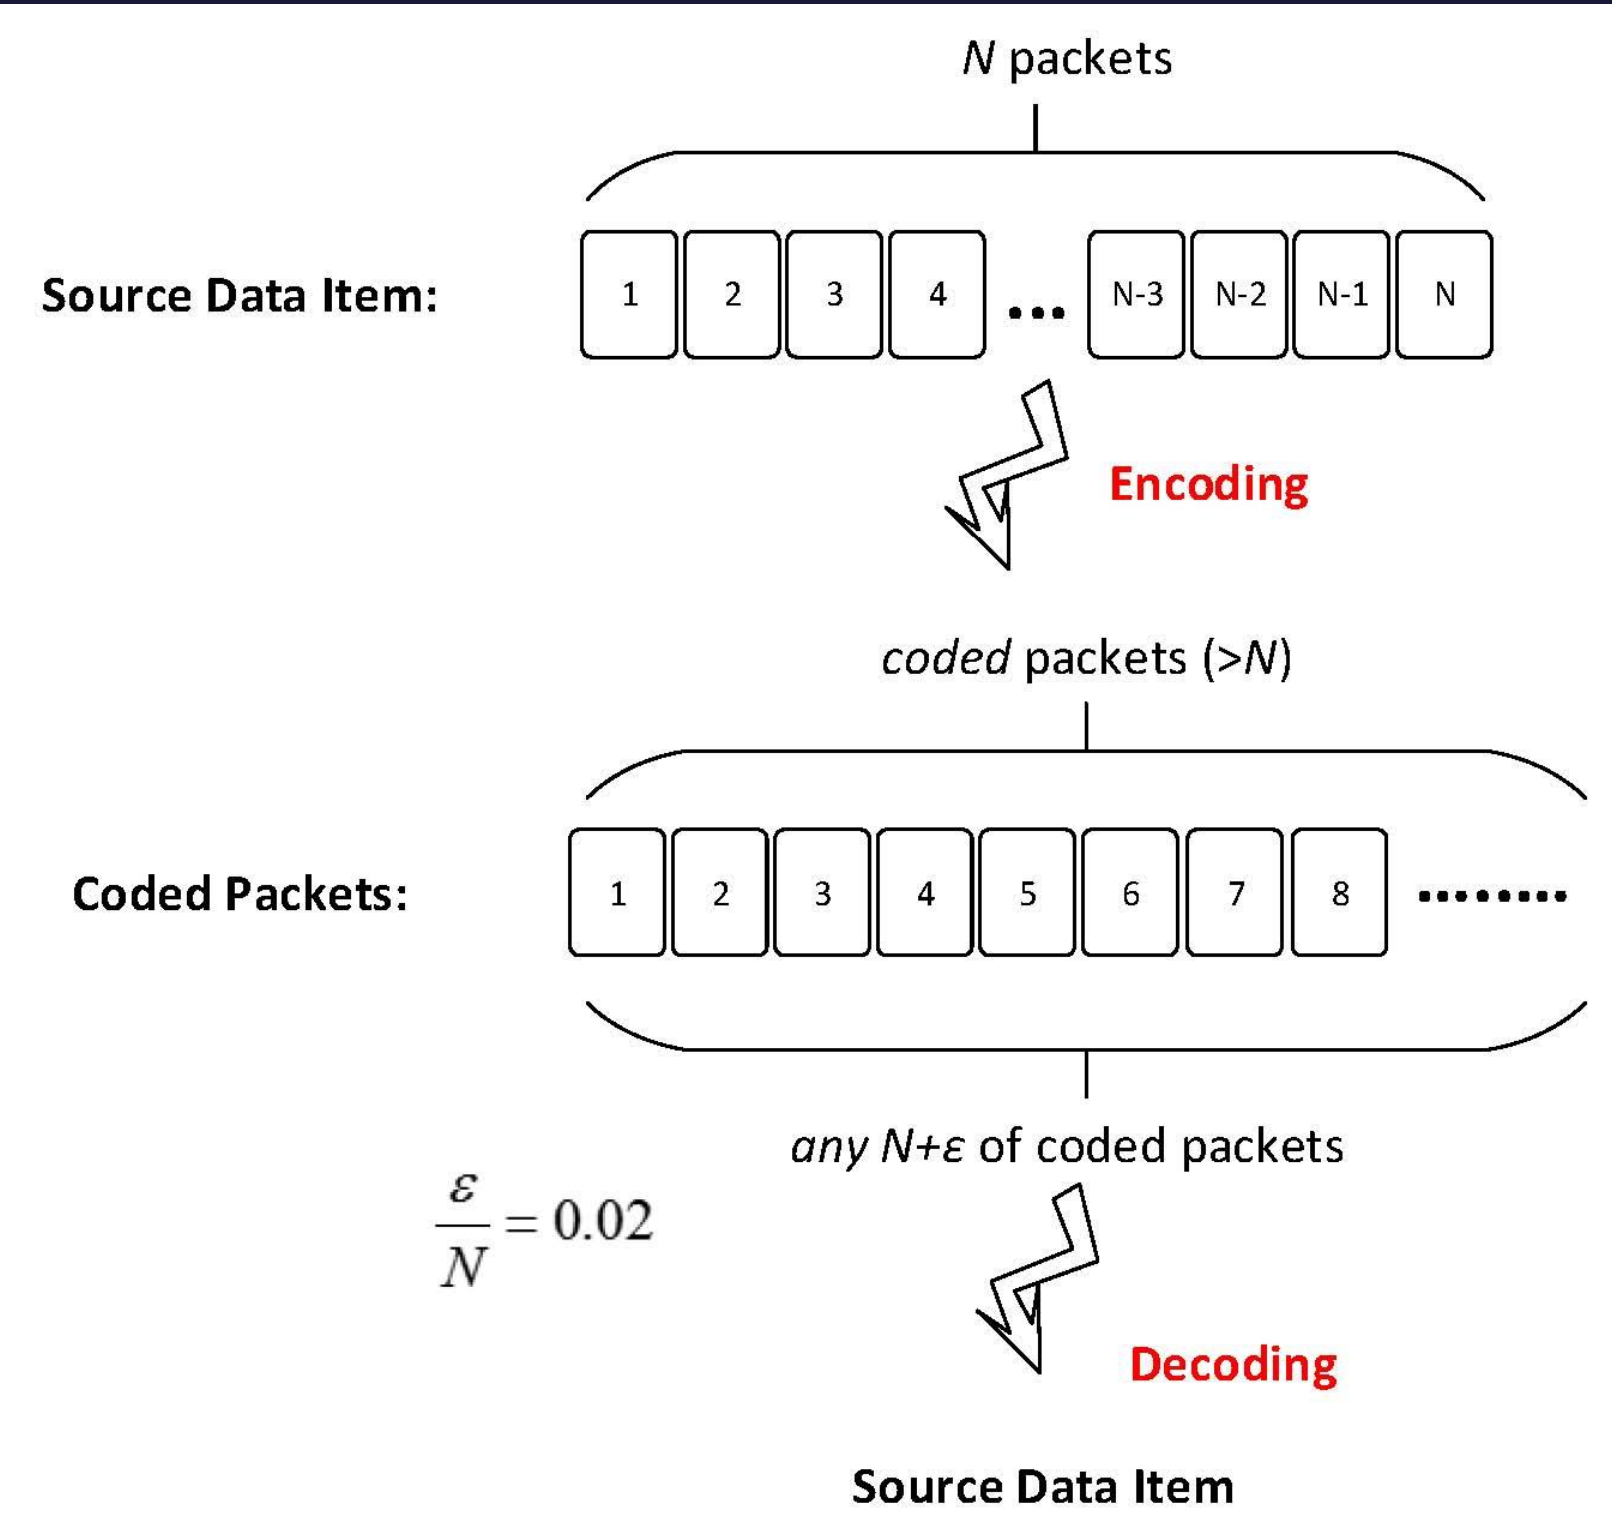 N packets
Source Data Item:
1 2 3 4 ... N-3 N-2 N-1 N
Encoding
coded packets (>N)
Coded Packets:
1 2 3 4 5 6 7 8 ........
any N+ε of coded packets
ε/N = 0.02
Decoding
Source Data Item